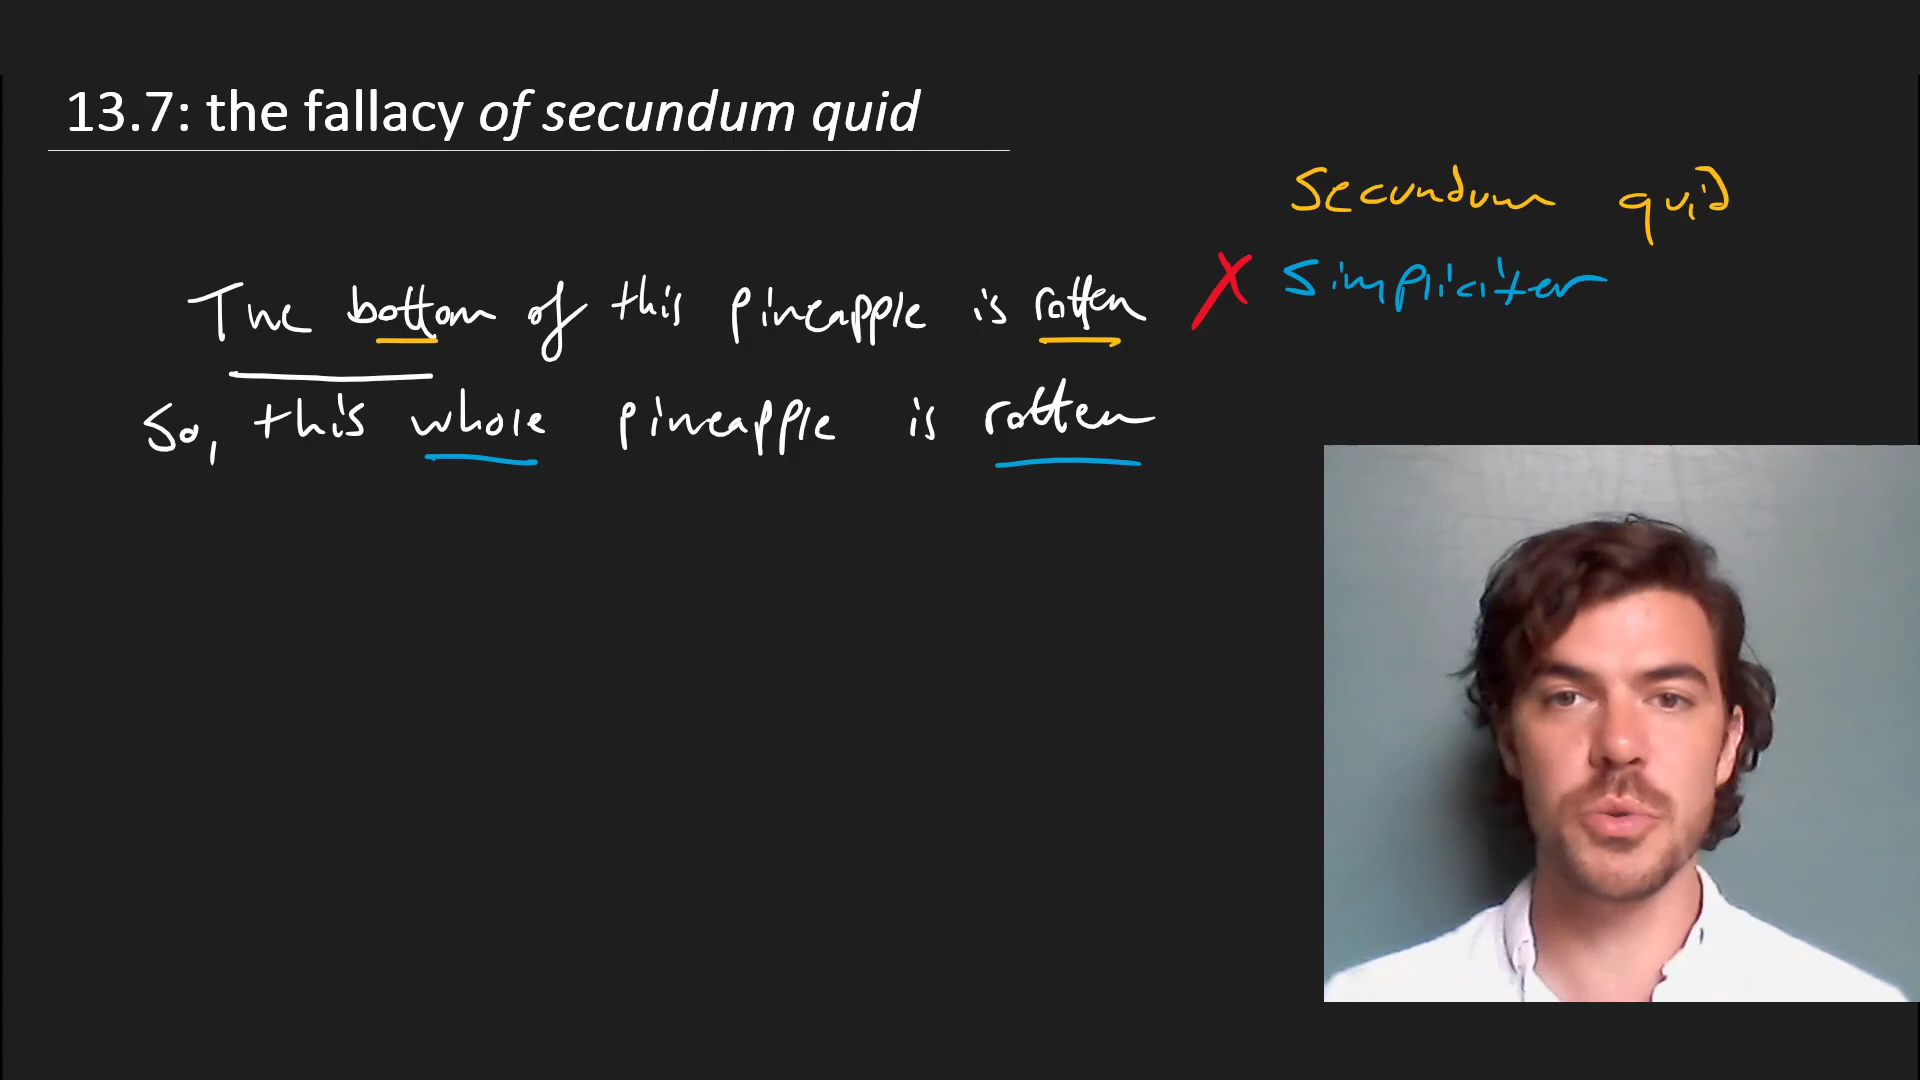 13.7: the fallacy of secundum quid
Secundum quid
X Simpliciter
The bottom of this pineapple is rotten
So, this whole pineapple is rotten